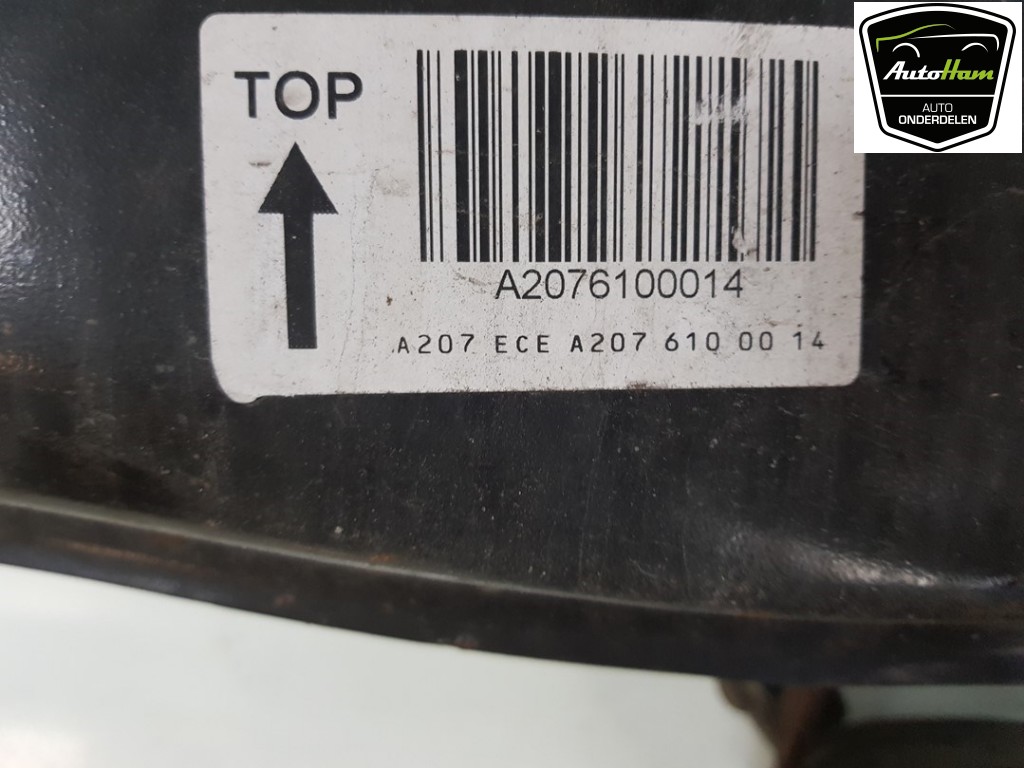 TOP
A2076100014
A207 ECE A207 610 00 14
AutoHam
AUTO
ONDERDELEN